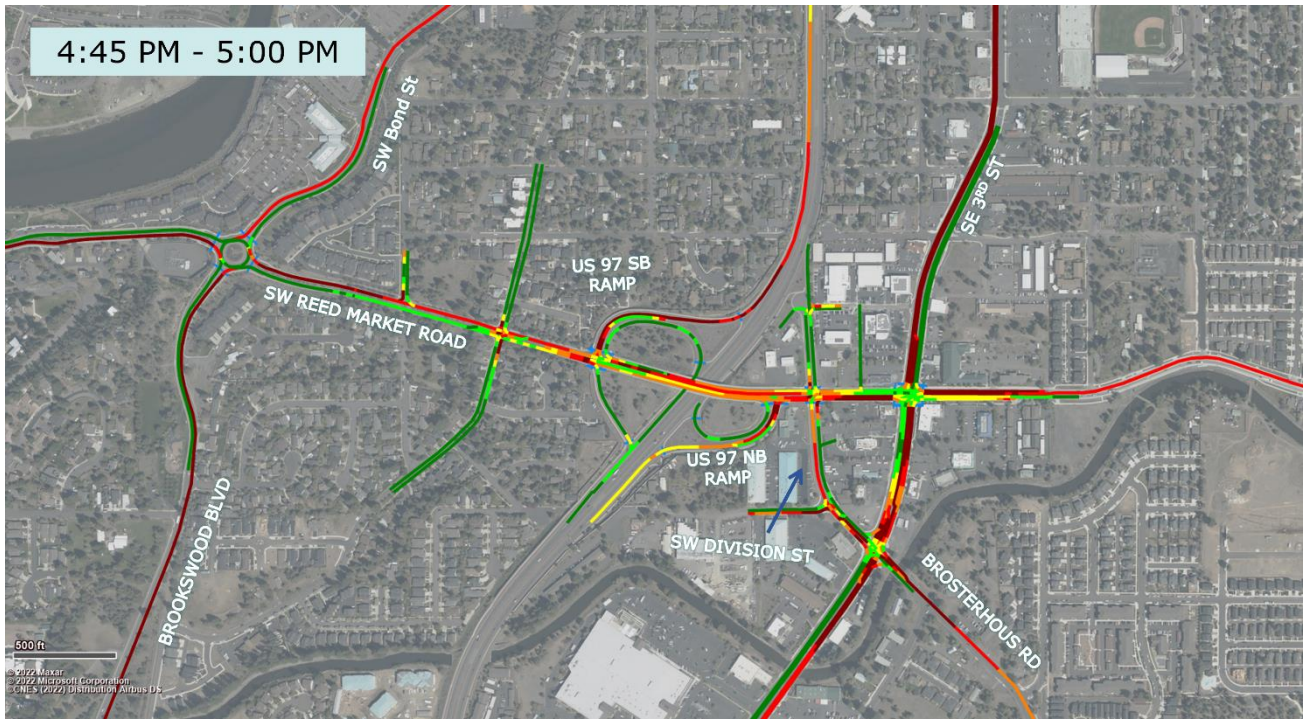 4:45 PM - 5:00 PM
SW Bond St
SE 3RD ST
US 97 SB
RAMP
SW REED MARKET ROAD
US 97 NB
RAMP
SW DIVISION ST
BROOKSWOOD BLVD
BROSTERHOUS RD
500 ft
© 2022 Maxar
© 2022 Microsoft Corporation
©CNES (2022) Distribution Airbus DS